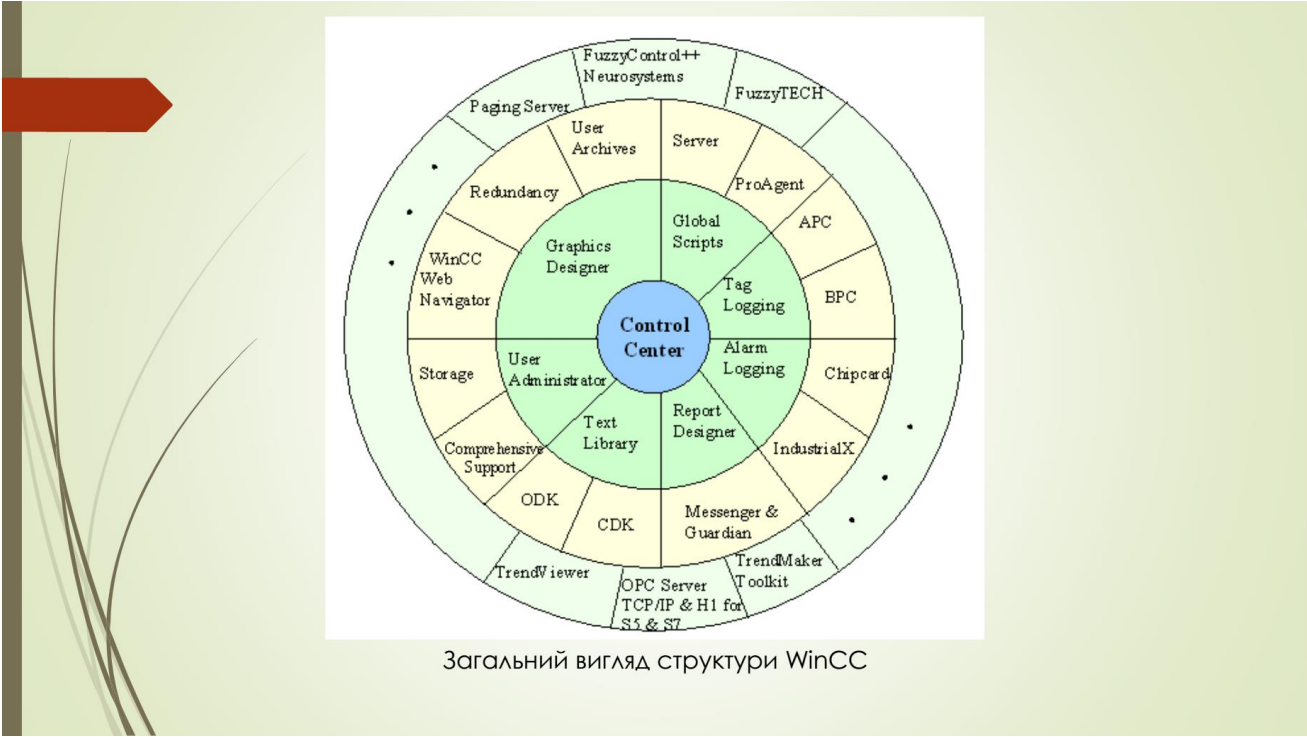 FuzzyControl++
Neurosystems
FuzzyTECH
Paging Server
User
Archives
Server
ProAgent
Redundancy
APC
Global
Scripts
Graphics
Designer
WinCC
Web
Navigator
Tag
Logging
BPC
Control
Center
User
Administrator
Alarm
Logging
Storage
Chipcard
Text
Library
Report
Designer
Comprehensive
Support
IndustrialX
ODK
CDK
Messenger &
Guardian
TrendViewer
OPC Server
TCP/IP & H1 for
S5 & S7
TrendMaker
Toolkit
Загальний вигляд структури WinCC